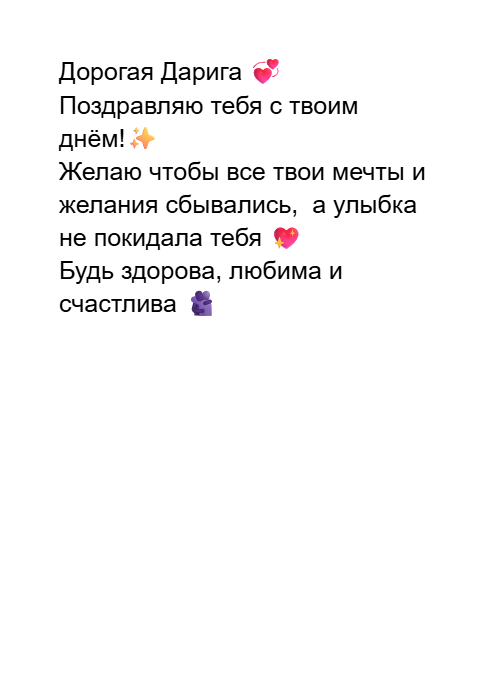 Дорогая Дарига 💞
Поздравляю тебя с твоим
днём!✨
Желаю чтобы все твои мечты и
желания сбывались,  а улыбка
не покидала тебя 💖
Будь здорова, любима и
счастлива 🫂